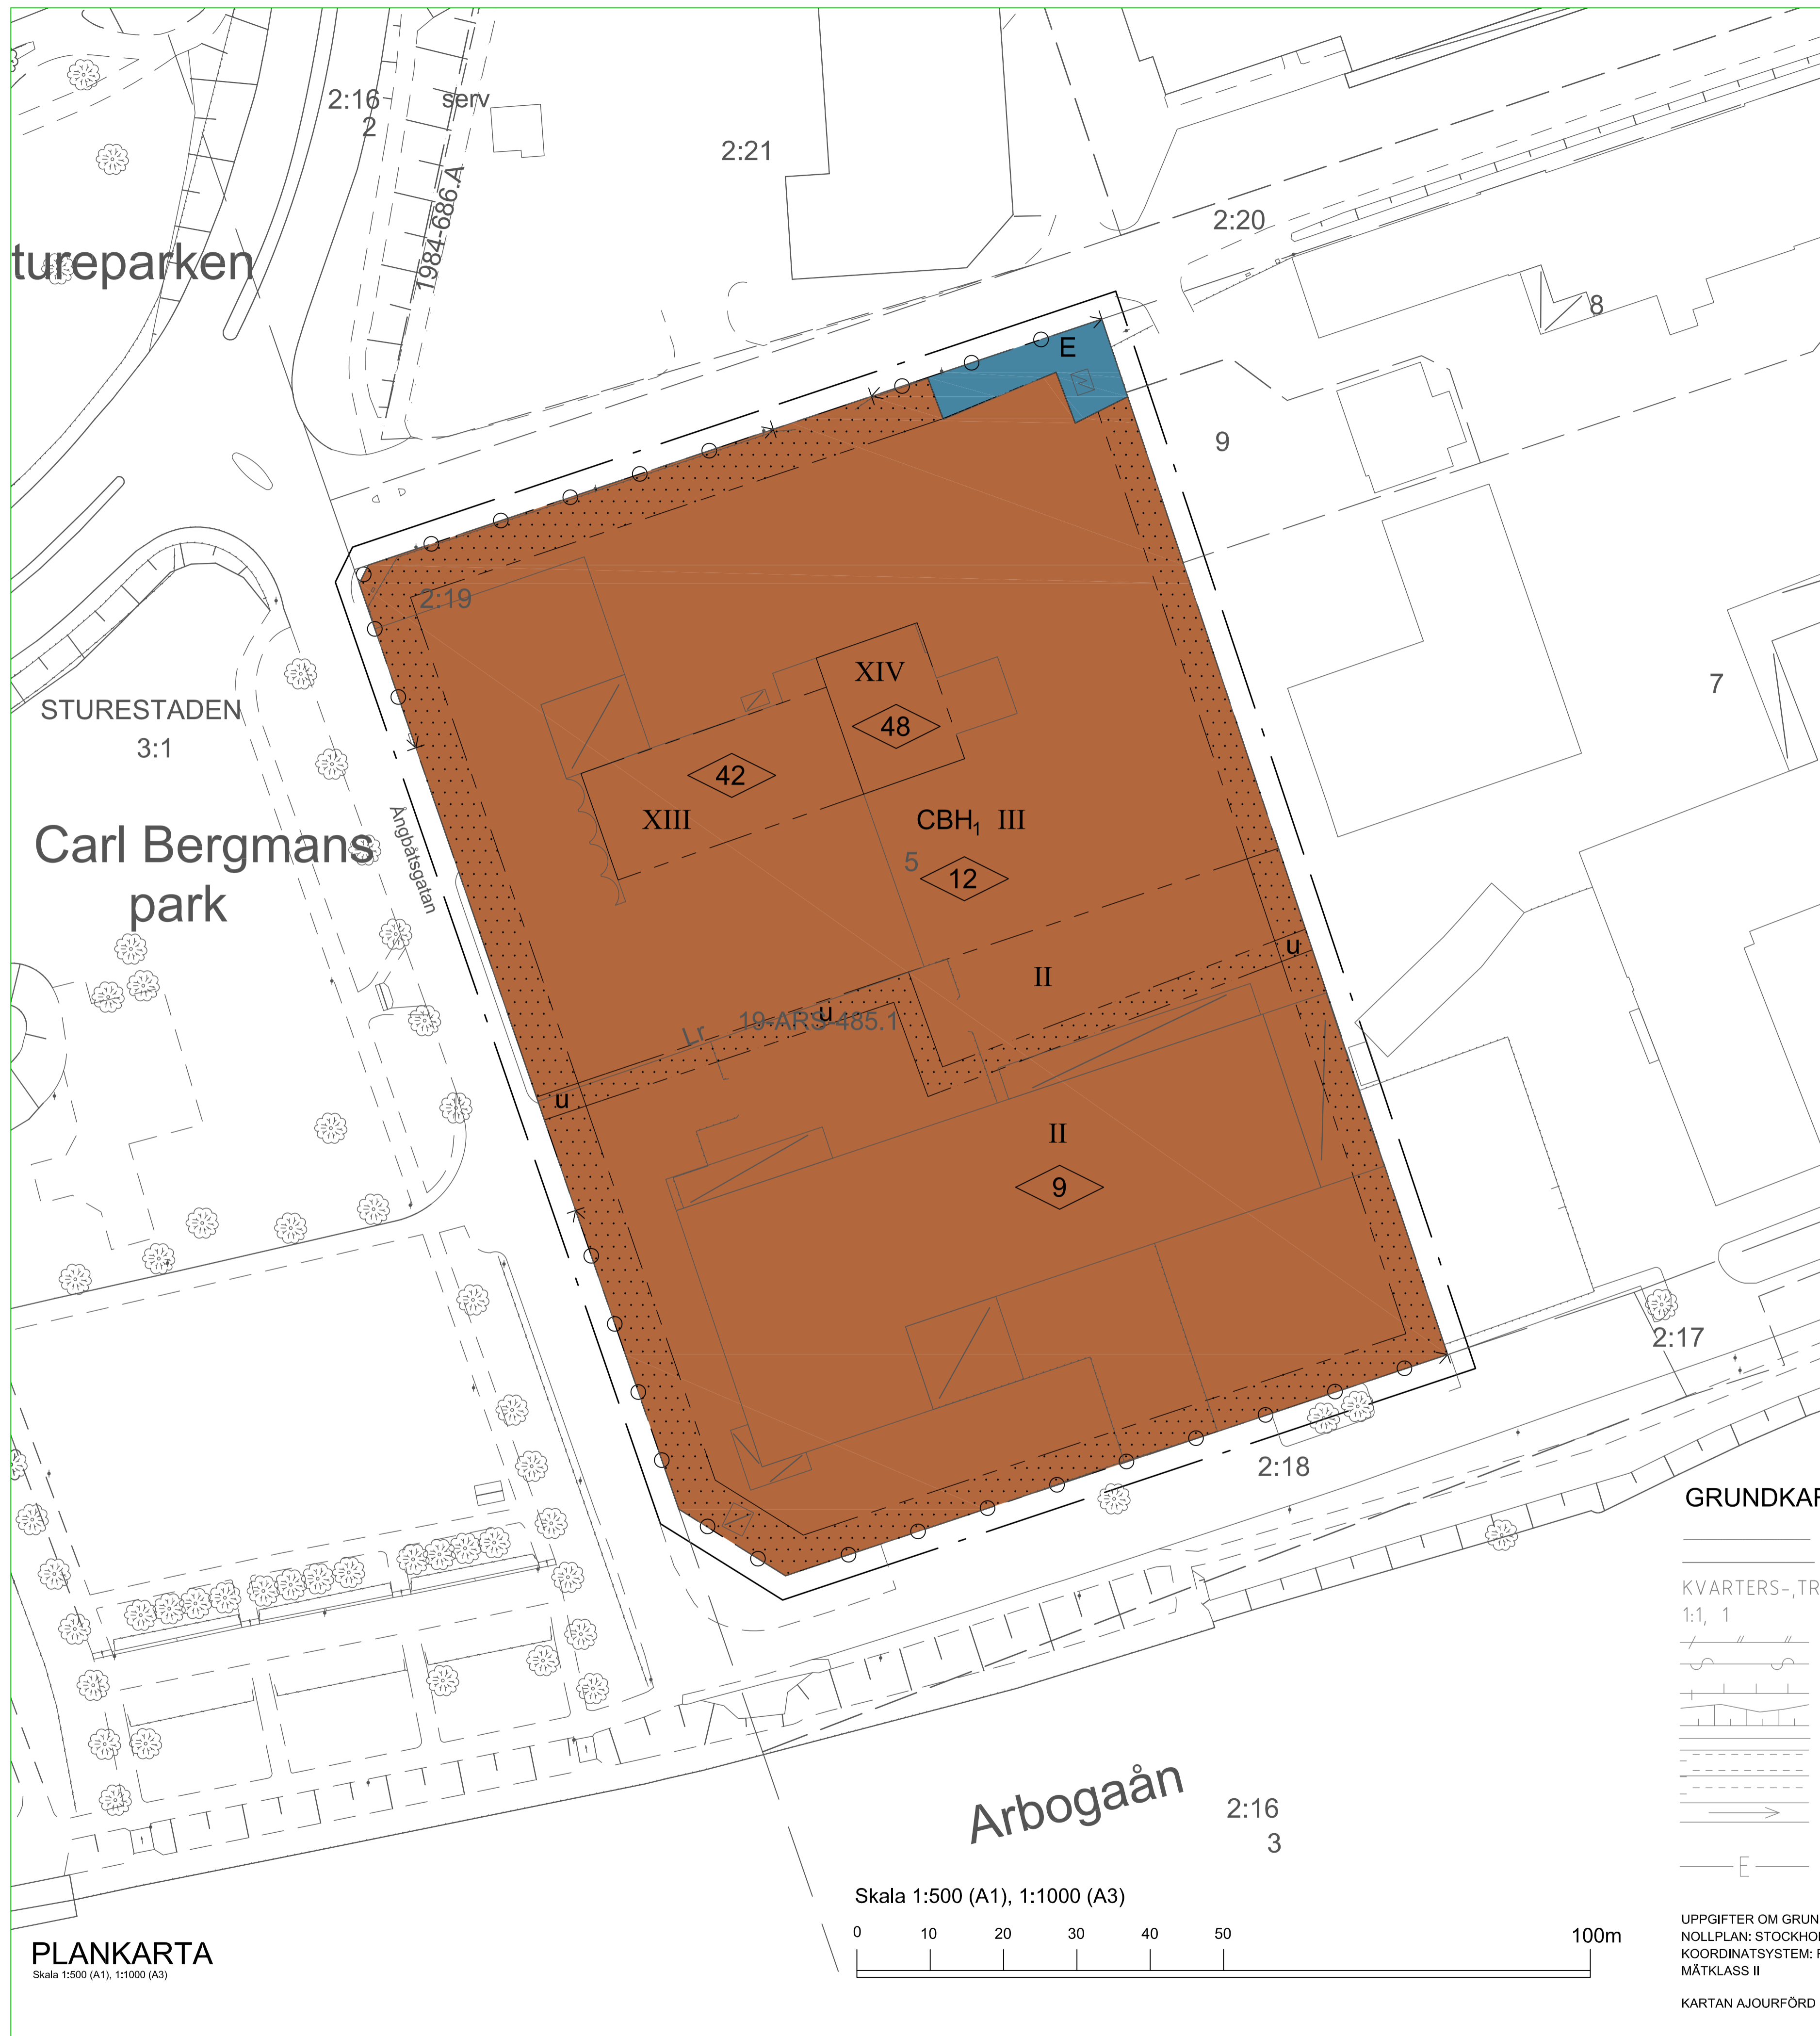 2:16
2
serv
2:21
1984-686.A
2:20
tureparken
8
E
9
2:19
XIV
48
42
XIII
CBH1 III
5
12
7
STURESTADEN
3:1
Ångbåtsgatan
Carl Bergmans
park
u
II
u
19-ARS-485.1
Lr
u
II
9
2:17
2:18
GRUNDKAR
KVARTERS-,TR
1:1, 1
E
Arbogaån
2:16
3
Skala 1:500 (A1), 1:1000 (A3)
0 10 20 30 40 50 100m
PLANKARTA
Skala 1:500 (A1), 1:1000 (A3)
UPPGIFTER OM GRUN
NOLLPLAN: STOCKHOL
KOORDINATSYSTEM: R
MÄTKLASS II
KARTAN AJOURFÖRD